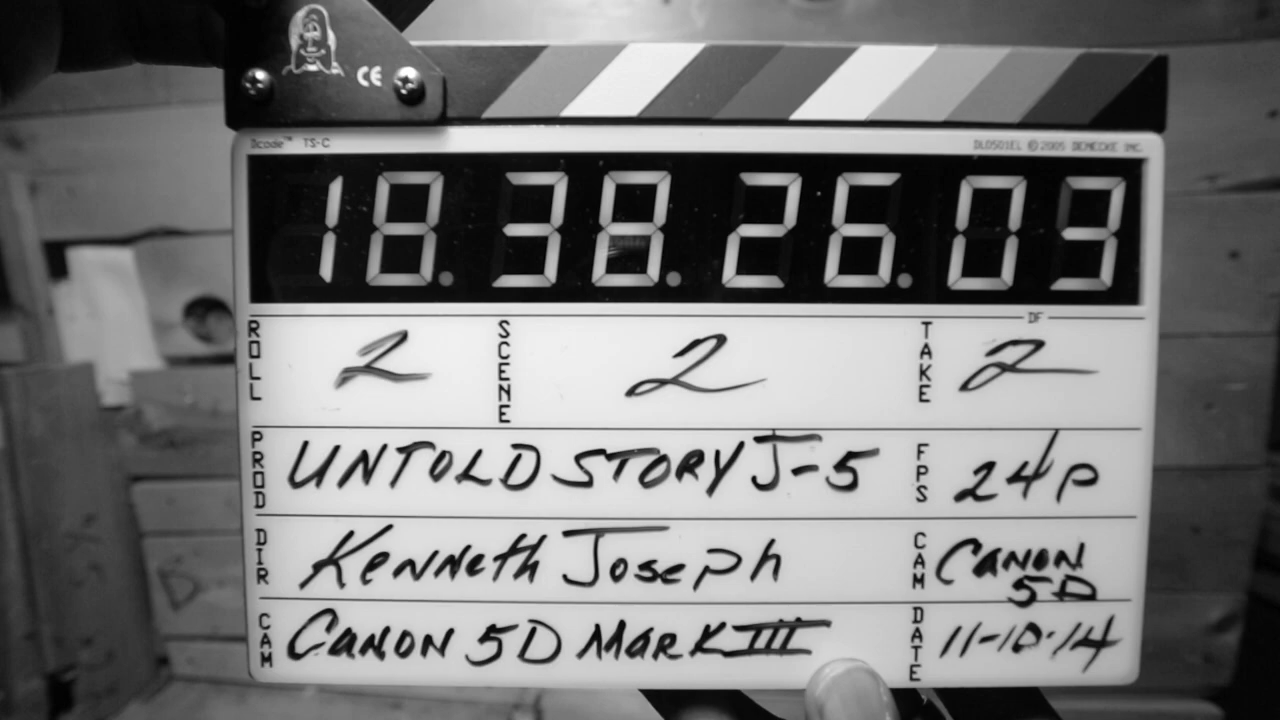 CE
Dcode™ TS-C DLOS01EL ©2005 DENECKE INC.
18.38.26.09
DF
ROLL 2 SCENE 2 TAKE 2
PROD UNTOLD STORY J-5 FPS 24P
DIR Kenneth Joseph CAM CANON 5D
CAM CANON 5D MARK III DATE 11-10-14